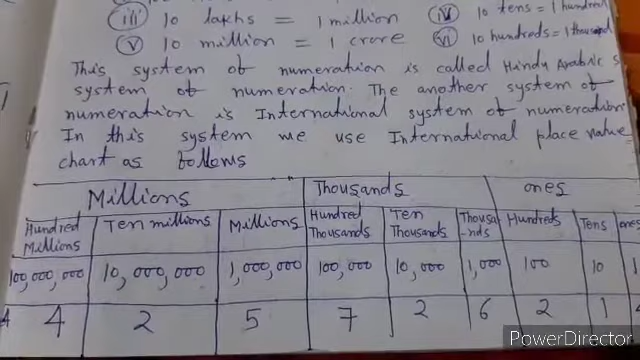 (iii) 10 lakhs = 1 million (iv) 10 tens = 1 hundred
(v) 10 million = 1 crore (vi) 10 hundreds = 1 thousand
This system of numeration is called Hindu Arabic
system of numeration. The another system of
numeration is International system of numeration
In this system we use International place value
chart as follows
Millions Thousands ones
Hundred Millions Ten millions Millions Hundred Thousands Ten Thousands Thousa-nds Hundreds Tens ones
100,000,000 10,000,000 1,000,000 100,000 10,000 1,000 100 10 1
4 2 5 7 2 6 2 1
PowerDirector